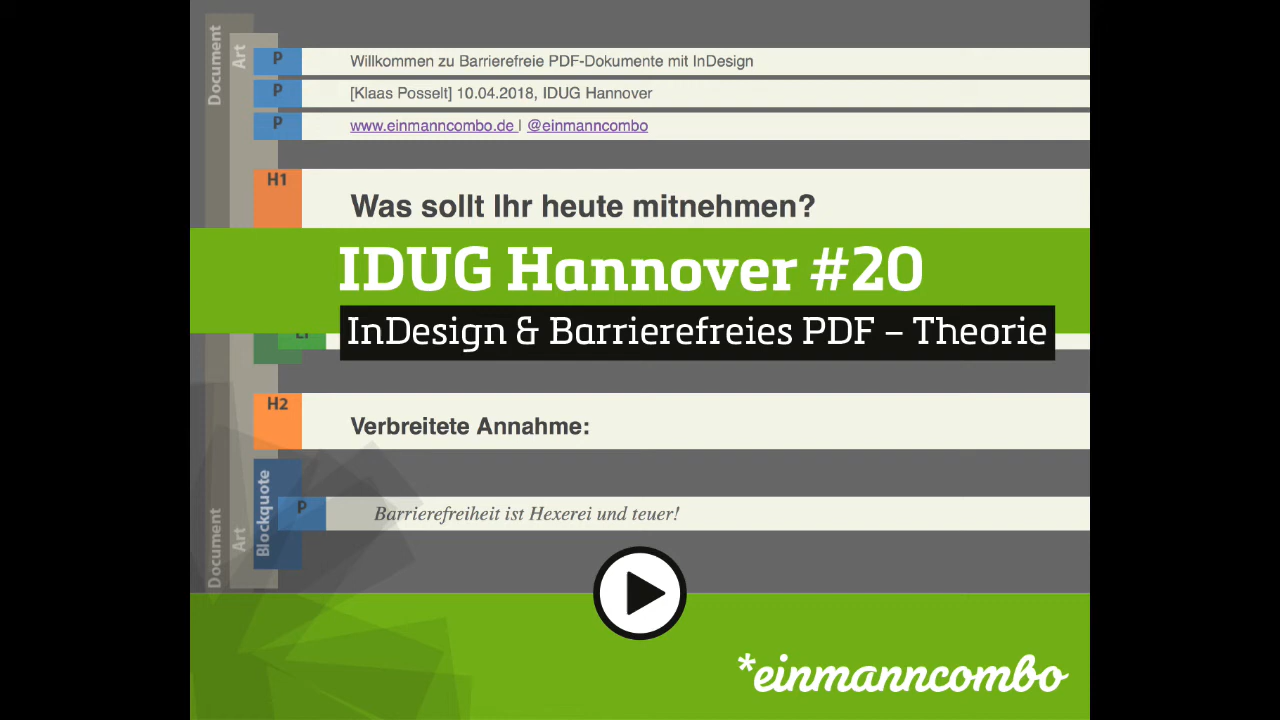 Document
Art
P
Willkommen zu Barrierefreie PDF-Dokumente mit InDesign
P
[Klaas Posselt] 10.04.2018, IDUG Hannover
P
www.einmanncombo.de | @einmanncombo
H1
Was sollt Ihr heute mitnehmen?
IDUG Hannover #20
InDesign & Barrierefreies PDF – Theorie
H2
Verbreitete Annahme:
Document
Art
Blockquote
P
Barrierefreiheit ist Hexerei und teuer!
*einmanncombo